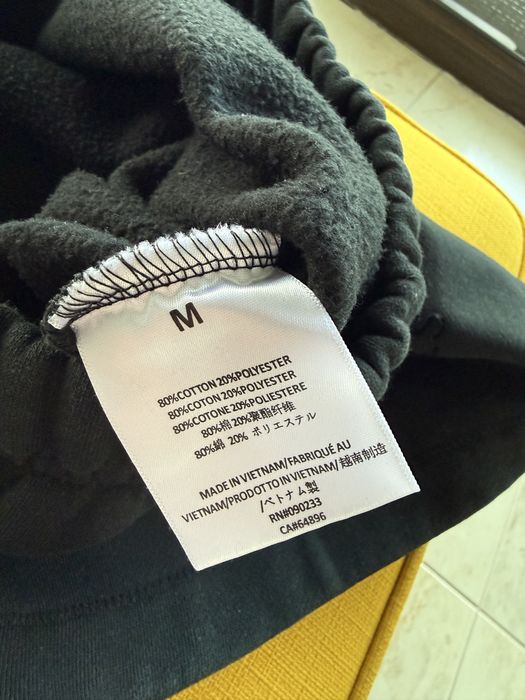 M
80%COTTON 20%POLYESTER
80%COTON 20%POLYESTER
80%COTONE 20%POLIESTERE
80%棉 20%聚酯纤维
80%綿 20% ポリエステル
MADE IN VIETNAM/FABRIQUÉ AU
VIETNAM/PRODOTTO IN VIETNAM/越南制造
/ベトナム製
RN#090233
CA#64896